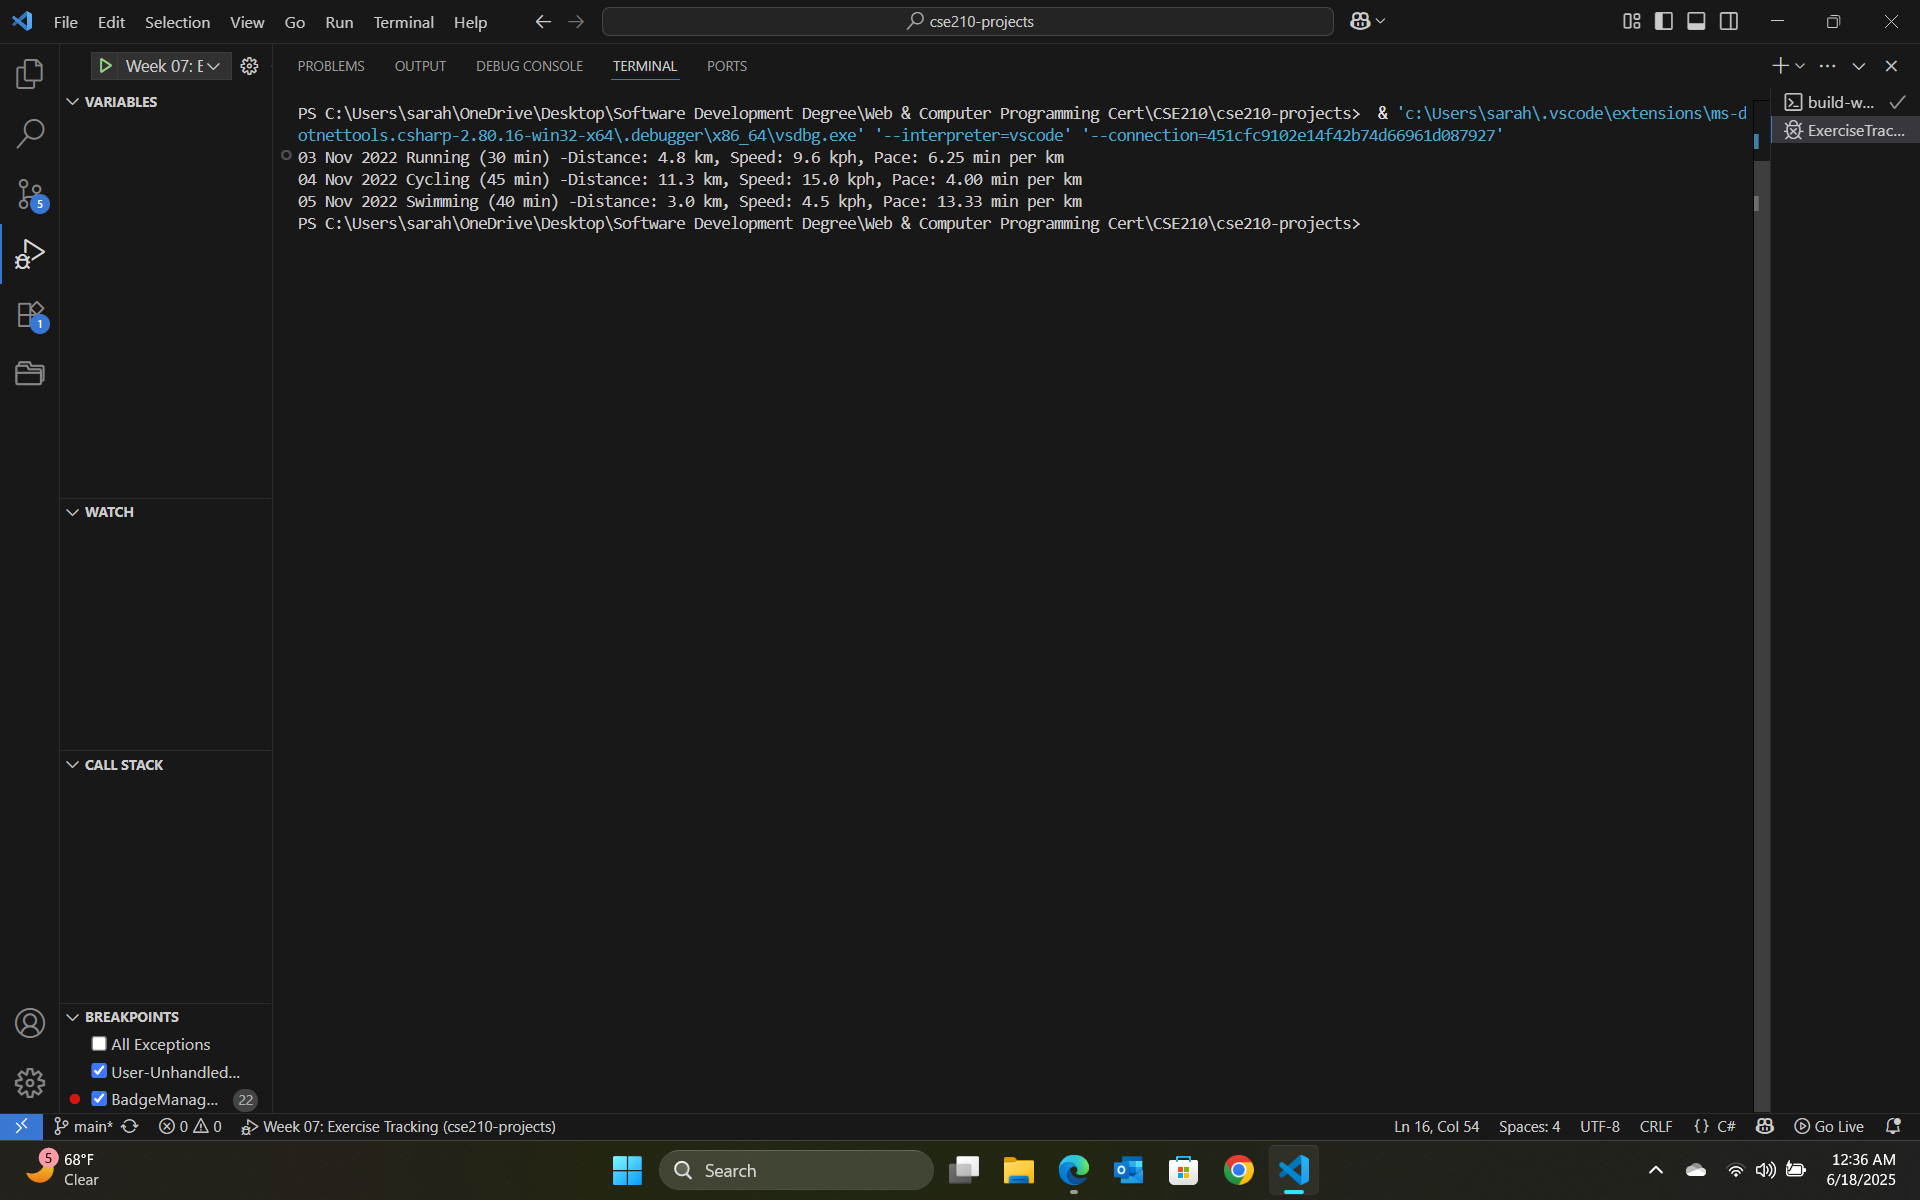 File Edit Selection View Go Run Terminal Help
cse210-projects
Week 07: E
PROBLEMS OUTPUT DEBUG CONSOLE TERMINAL PORTS
VARIABLES
PS C:\Users\sarah\OneDrive\Desktop\Software Development Degree\Web & Computer Programming Cert\CSE210\cse210-projects>  & 'c:\Users\sarah\.vscode\extensions\ms-d
otnettools.csharp-2.80.16-win32-x64\.debugger\x86_64\vsdbg.exe' '--interpreter=vscode' '--connection=451cfc9102e14f42b74d66961d087927'
03 Nov 2022 Running (30 min) -Distance: 4.8 km, Speed: 9.6 kph, Pace: 6.25 min per km
04 Nov 2022 Cycling (45 min) -Distance: 11.3 km, Speed: 15.0 kph, Pace: 4.00 min per km
05 Nov 2022 Swimming (40 min) -Distance: 3.0 km, Speed: 4.5 kph, Pace: 13.33 min per km
PS C:\Users\sarah\OneDrive\Desktop\Software Development Degree\Web & Computer Programming Cert\CSE210\cse210-projects>
build-w...
ExerciseTrac...
5
1
WATCH
CALL STACK
BREAKPOINTS
All Exceptions
User-Unhandled...
BadgeManag... 22
main* 0 0 Week 07: Exercise Tracking (cse210-projects) Ln 16, Col 54 Spaces: 4 UTF-8 CRLF {} C# Go Live
5
68°F
Clear
Search
12:36 AM
6/18/2025